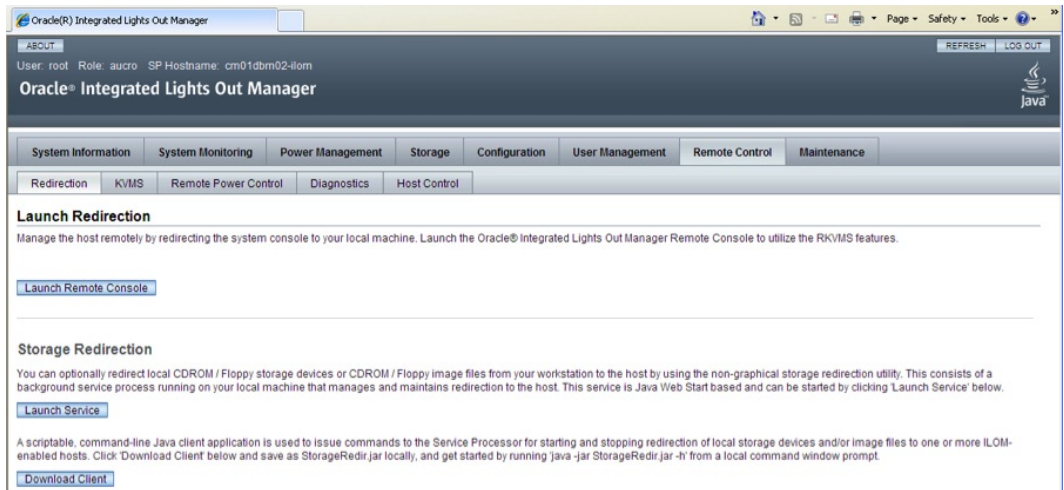 Oracle(R) Integrated Lights Out Manager
Page Safety Tools »
ABOUT REFRESH LOG OUT
User: root Role: aucro SP Hostname: cm01dbm02-ilom
Oracle® Integrated Lights Out Manager
Java
System Information System Monitoring Power Management Storage Configuration User Management Remote Control Maintenance
Redirection KVMS Remote Power Control Diagnostics Host Control
Launch Redirection
Manage the host remotely by redirecting the system console to your local machine. Launch the Oracle® Integrated Lights Out Manager Remote Console to utilize the RKVMS features.
Launch Remote Console
Storage Redirection
You can optionally redirect local CDROM / Floppy storage devices or CDROM / Floppy image files from your workstation to the host by using the non-graphical storage redirection utility. This consists of a
background service process running on your local machine that manages and maintains redirection to the host. This service is Java Web Start based and can be started by clicking 'Launch Service' below.
Launch Service
A scriptable, command-line Java client application is used to issue commands to the Service Processor for starting and stopping redirection of local storage devices and/or image files to one or more ILOM-
enabled hosts. Click 'Download Client' below and save as StorageRedir.jar locally, and get started by running 'java -jar StorageRedir.jar -h' from a local command window prompt.
Download Client